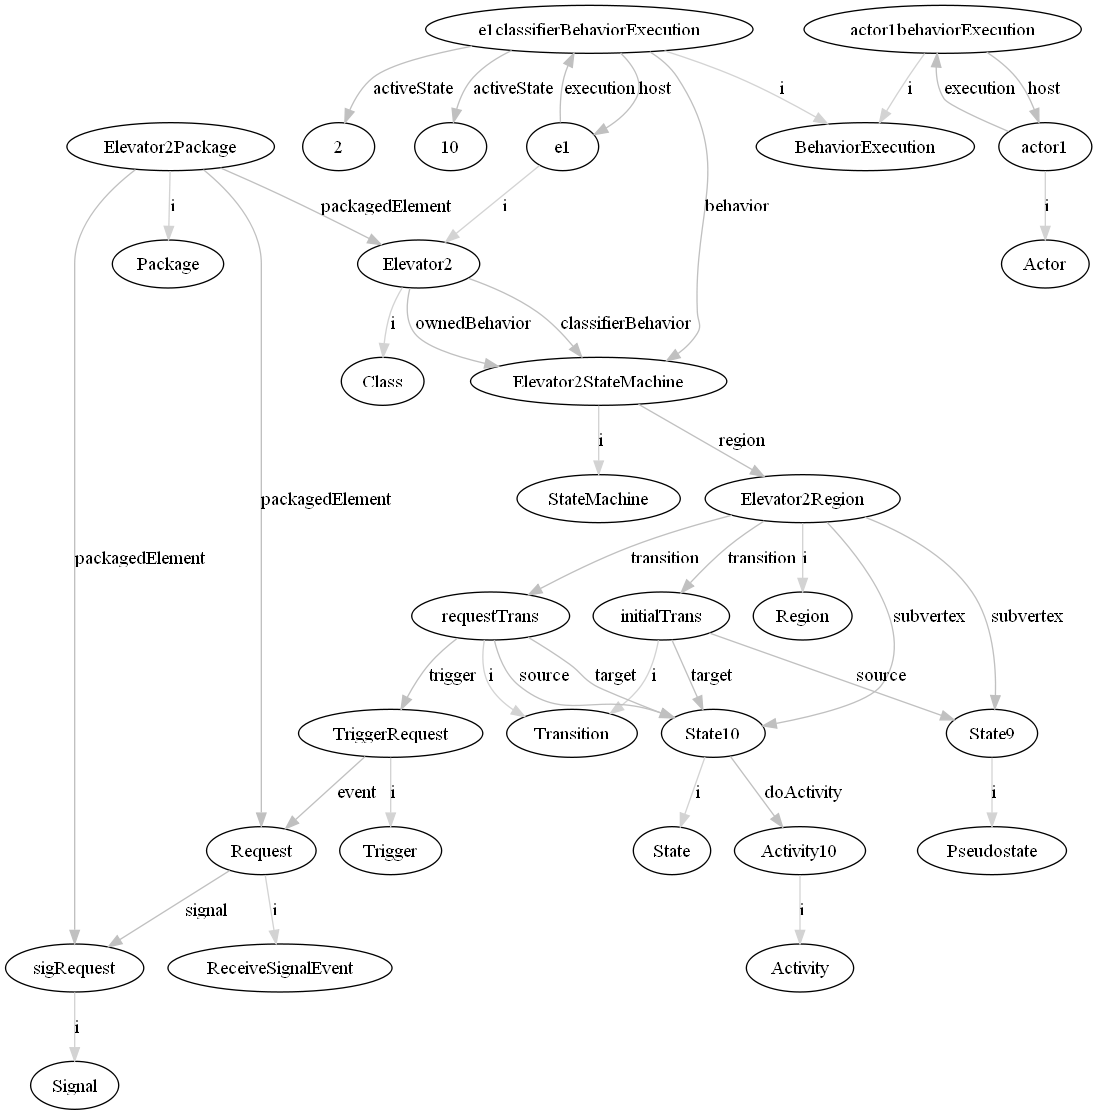 e1classifierBehaviorExecution
actor1behaviorExecution
activeState
activeState
execution
host
i
i
execution
host
Elevator2Package
2
10
e1
BehaviorExecution
actor1
i
packagedElement
i
behavior
i
Package
Elevator2
Actor
i
ownedBehavior
classifierBehavior
Class
Elevator2StateMachine
i
region
packagedElement
StateMachine
Elevator2Region
packagedElement
transition
transition
i
requestTrans
initialTrans
Region
subvertex
subvertex
trigger
i
source
target
i
target
source
TriggerRequest
Transition
State10
State9
event
i
i
doActivity
i
Request
Trigger
State
Activity10
Pseudostate
signal
i
i
sigRequest
ReceiveSignalEvent
Activity
i
Signal